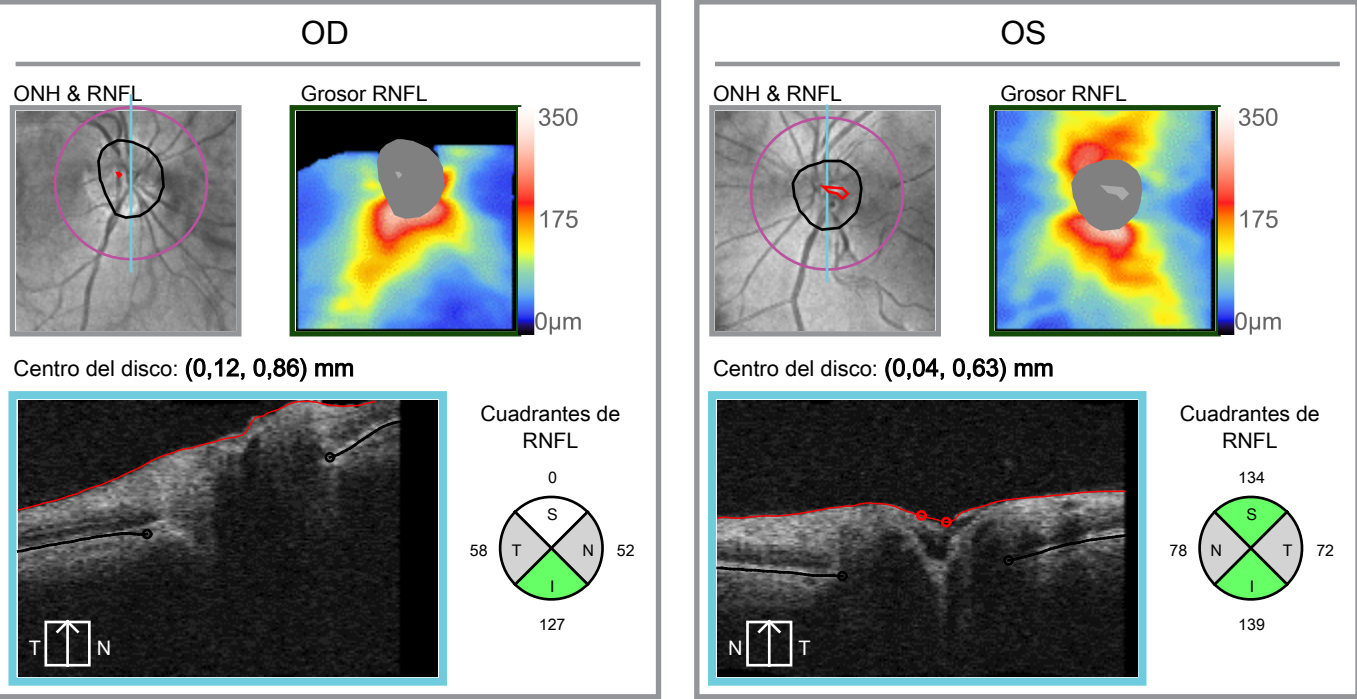 OD
ONH & RNFL
Grosor RNFL
350
175
0µm
Centro del disco: (0,12, 0,86) mm
Cuadrantes de
RNFL
0
S
58 T N 52
I
127
T N
OS
ONH & RNFL
Grosor RNFL
350
175
0µm
Centro del disco: (0,04, 0,63) mm
Cuadrantes de
RNFL
134
S
78 N T 72
I
139
N T